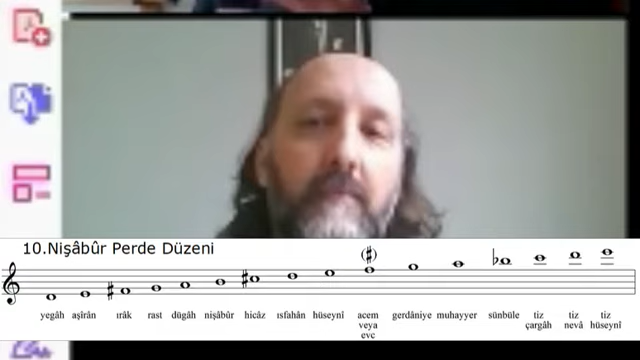 10.Nişâbûr Perde Düzeni
(#)
yegâh aşîrân ırâk rast dügâh nişâbûr hicâz ısfahân hüseynî acem gerdâniye muhayyer sünbüle tiz tiz tiz
veya çargâh nevâ hüseynî
evc